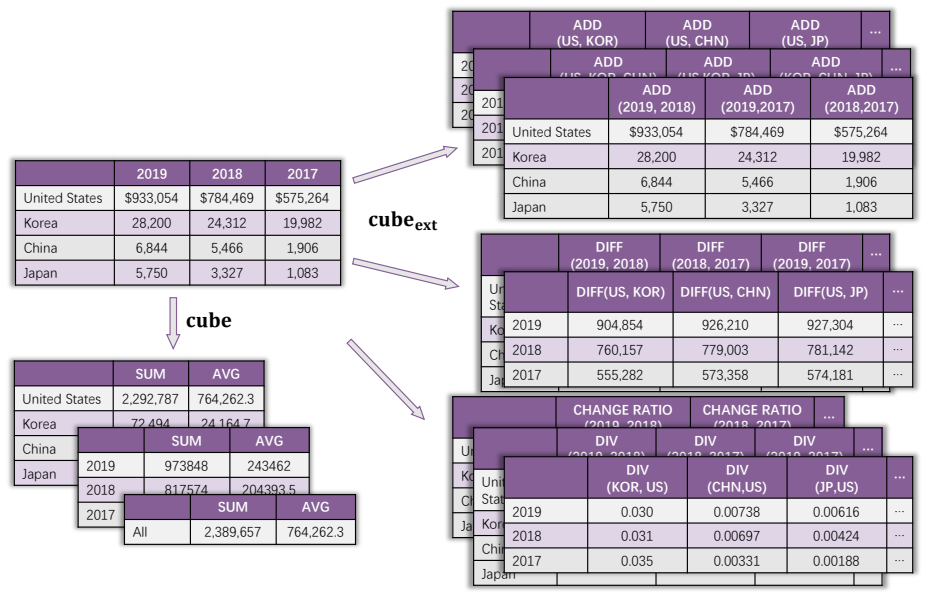 ADD ADD ADD ...
(US, KOR) (US, CHN) (US, JP)
ADD ADD ADD ...
(US, KOR, CHN) (US,KOR, JP) (KOR, CHN, JP)
ADD ADD ADD
(2019, 2018) (2019,2017) (2018,2017)
United States $933,054 $784,469 $575,264
Korea 28,200 24,312 19,982
China 6,844 5,466 1,906
Japan 5,750 3,327 1,083
2019 2018 2017
United States $933,054 $784,469 $575,264
Korea 28,200 24,312 19,982
China 6,844 5,466 1,906
Japan 5,750 3,327 1,083
cubeext
cube
DIFF DIFF DIFF ...
(2019, 2018) (2018, 2017) (2019, 2017)
DIFF(US, KOR) DIFF(US, CHN) DIFF(US, JP) ...
2019 904,854 926,210 927,304 ...
2018 760,157 779,003 781,142 ...
2017 555,282 573,358 574,181 ...
SUM AVG
United States 2,292,787 764,262.3
Korea 72,494 24,164.7
China
Japan
SUM AVG
2019 973848 243462
2018 817574 204393.5
2017
SUM AVG
All 2,389,657 764,262.3
CHANGE RATIO CHANGE RATIO ...
(2019, 2018) (2018, 2017)
DIV DIV DIV ...
(2019, 2018) (2018, 2017) (2019, 2017)
Korea
China
Japan
DIV DIV DIV ...
(KOR, US) (CHN,US) (JP,US)
2019 0.030 0.00738 0.00616 ...
2018 0.031 0.00697 0.00424 ...
2017 0.035 0.00331 0.00188 ...